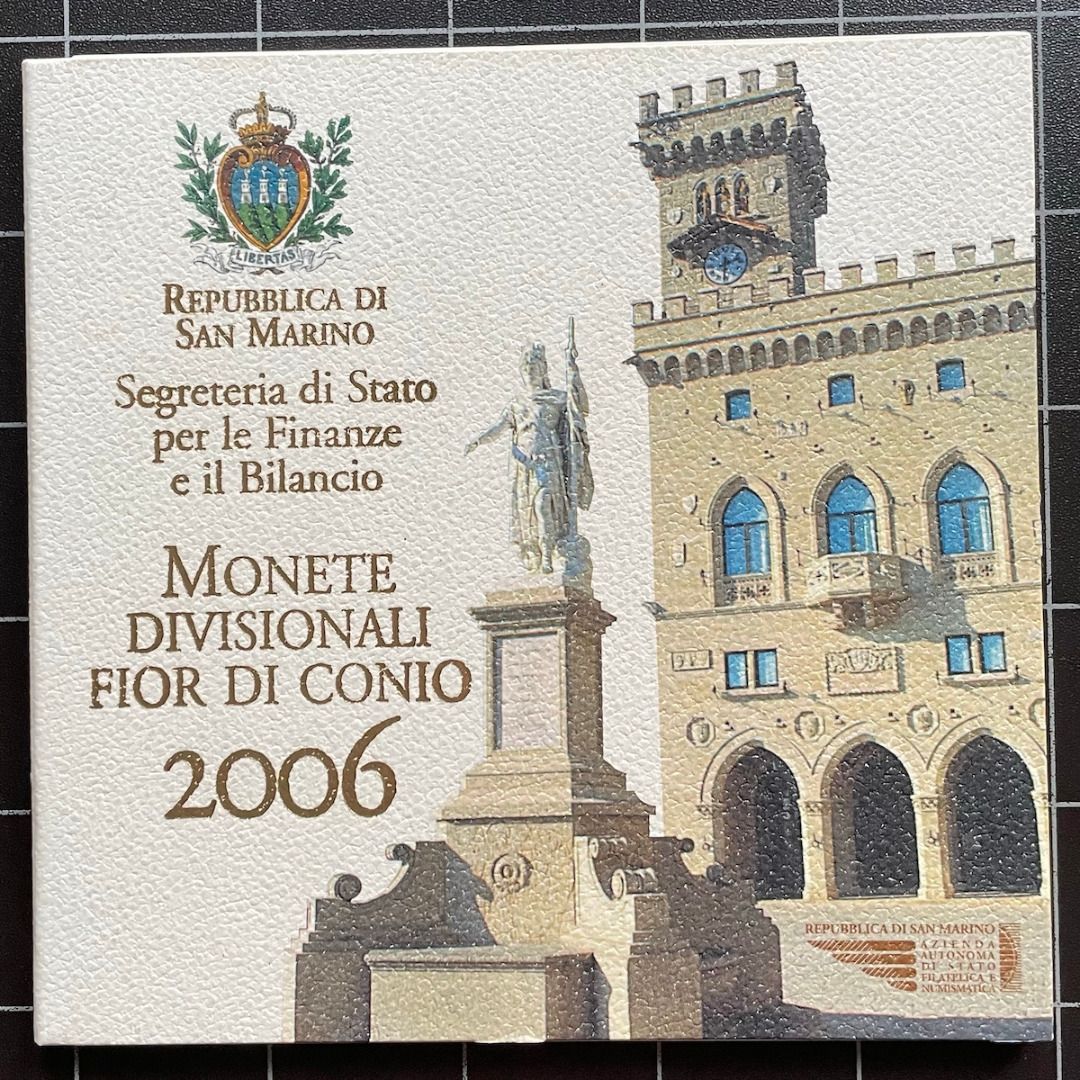 LIBERTAS
REPUBBLICA DI
SAN MARINO
Segreteria di Stato
per le Finanze
e il Bilancio
MONETE
DIVISIONALI
FIOR DI CONIO
2006
REPUBBLICA DI SAN MARINO
AZIENDA
AUTONOMA
DI STATO
FILATELICA E
NUMISMATICA